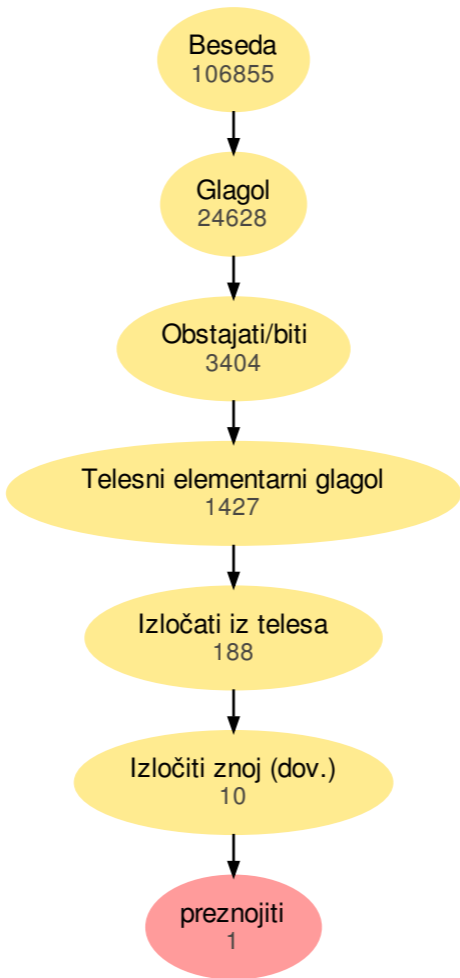 Beseda
106855
Glagol
24628
Obstajati/biti
3404
Telesni elementarni glagol
1427
Izločati iz telesa
188
Izločiti znoj (dov.)
10
preznojiti
1